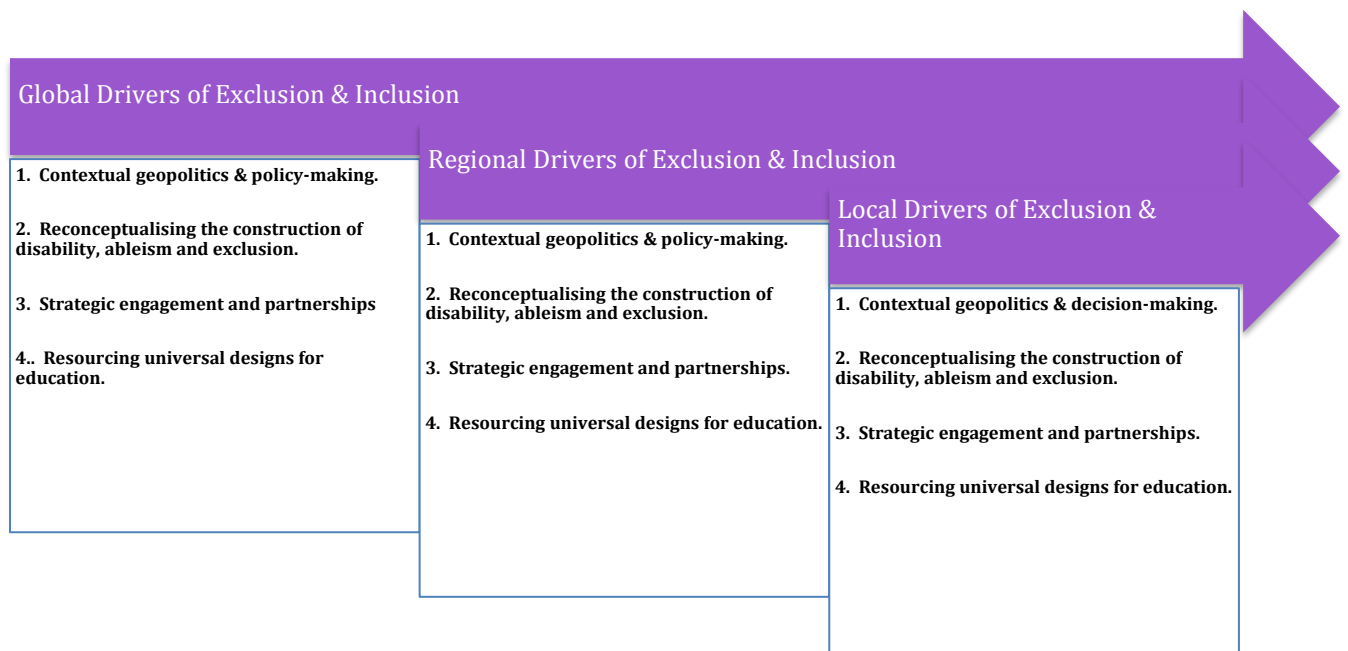 Global Drivers of Exclusion & Inclusion
1. Contextual geopolitics & policy-making.
2. Reconceptualising the construction of
disability, ableism and exclusion.
3. Strategic engagement and partnerships
4.. Resourcing universal designs for
education.
Regional Drivers of Exclusion & Inclusion
1. Contextual geopolitics & policy-making.
2. Reconceptualising the construction of
disability, ableism and exclusion.
3. Strategic engagement and partnerships.
4. Resourcing universal designs for education.
Local Drivers of Exclusion &
Inclusion
1. Contextual geopolitics & decision-making.
2. Reconceptualising the construction of
disability, ableism and exclusion.
3. Strategic engagement and partnerships.
4. Resourcing universal designs for education.